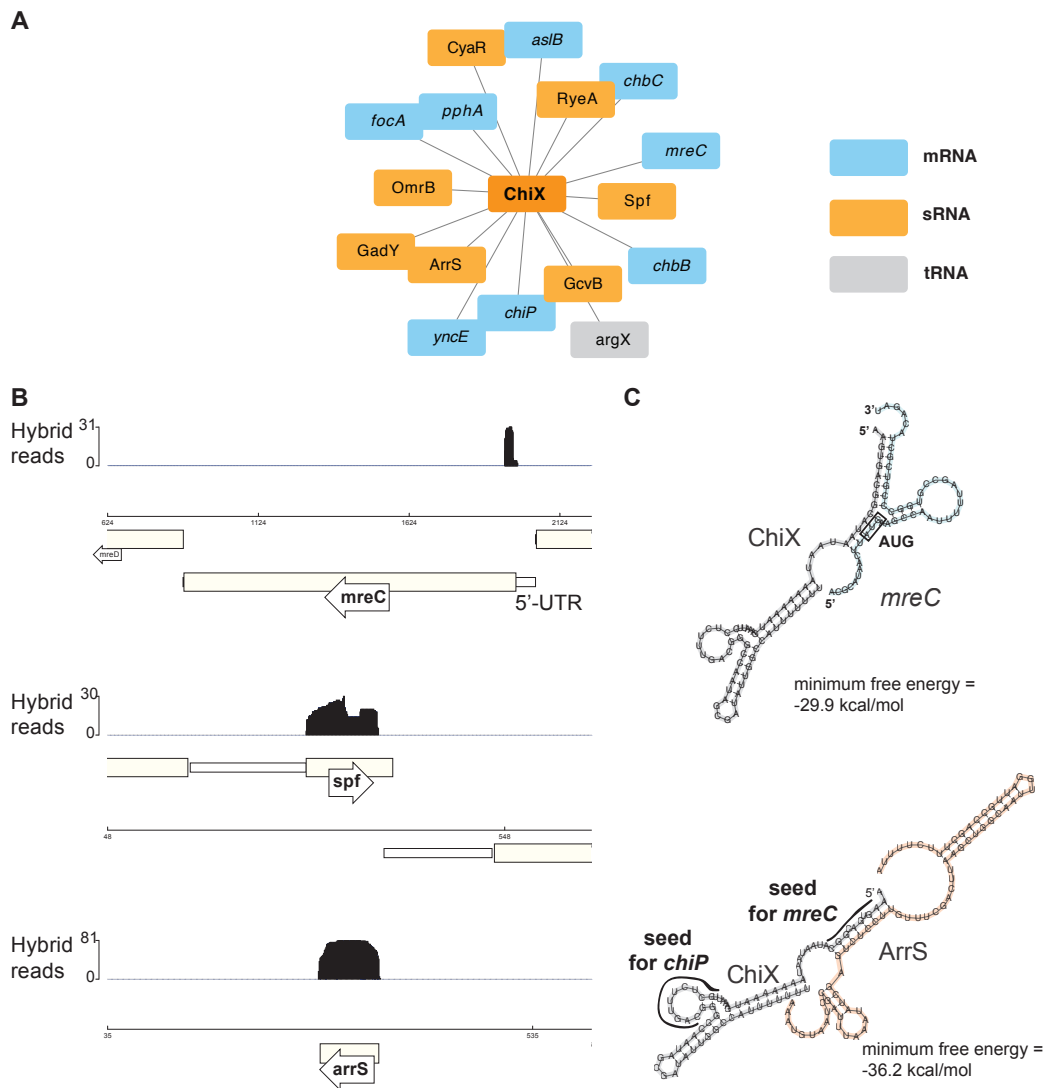 A
CyaR
aslB
chbC
RyeA
pphA
focA
mreC
mRNA
OmrB
ChiX
Spf
sRNA
GadY
ArrS
chbB
GcvB
tRNA
chiP
yncE
argX
B
Hybrid
reads
31
0
624
1124
1624
2124
mreD
mreC
5'-UTR
Hybrid
reads
30
0
spf
48
548
Hybrid
reads
81
0
35
535
arrS
C
3'
5'
ChiX
AUG
5'
mreC
minimum free energy =
-29.9 kcal/mol
seed
for mreC
5'
seed
for chiP
ChiX
ArrS
minimum free energy =
-36.2 kcal/mol